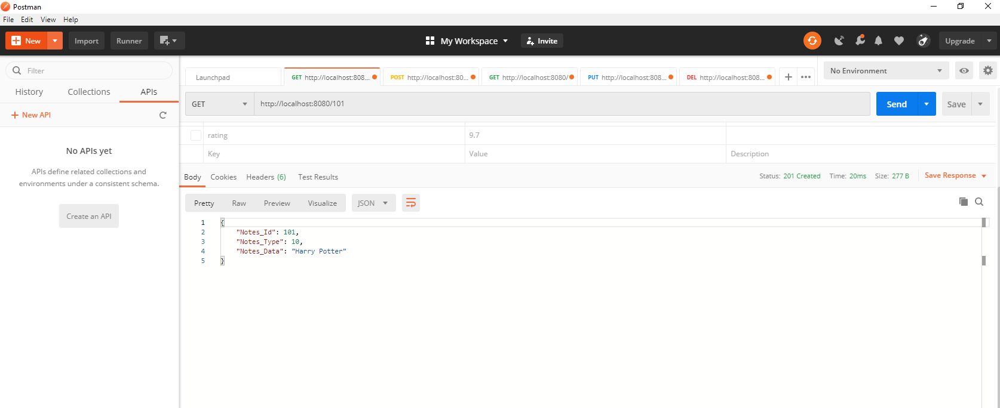 Postman
File Edit View Help
New Import Runner My Workspace Invite Upgrade
Filter
History Collections APIs
New API
No APIs yet
APIs define related collections and
environments under a consistent schema.
Create an API
Launchpad GET http://localhost:808... POST http://localhost:80... GET http://localhost:8080/ PUT http://localhost:808... DEL http://localhost:808... No Environment
GET http://localhost:8080/101 Send Save
rating 9.7
Key Value Description
Body Cookies Headers (6) Test Results Status: 201 Created Time: 20ms Size: 277 B Save Response
Pretty Raw Preview Visualize JSON
1 {
2 "Notes_Id": 101,
3 "Notes_Type": 10,
4 "Notes_Data": "Harry Potter"
5 }